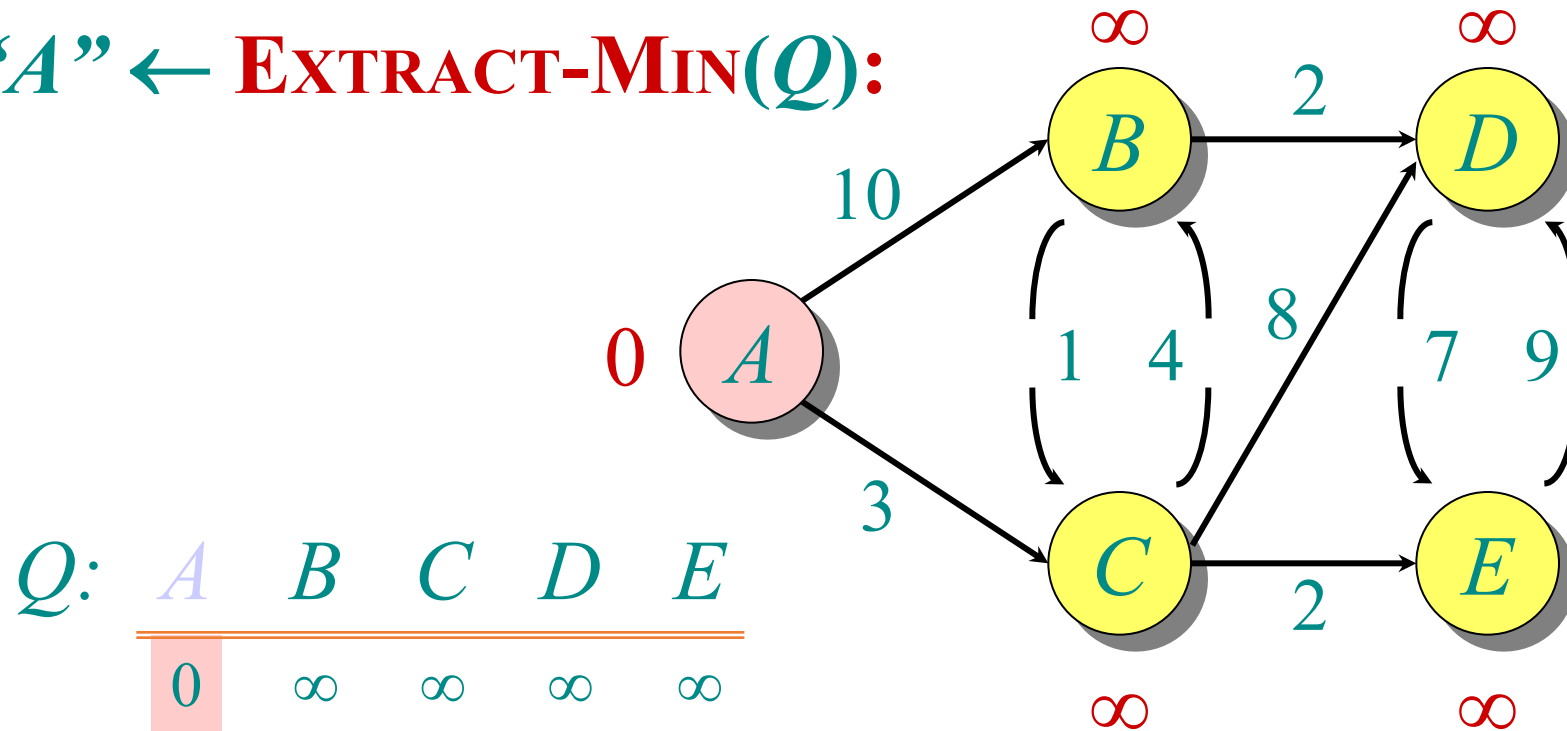 “A” ← EXTRACT-MIN(Q):
∞ ∞
2
B D
10
0 A 1 4 8 7 9
3
C E
2
Q: A B C D E
0 ∞ ∞ ∞ ∞
∞ ∞